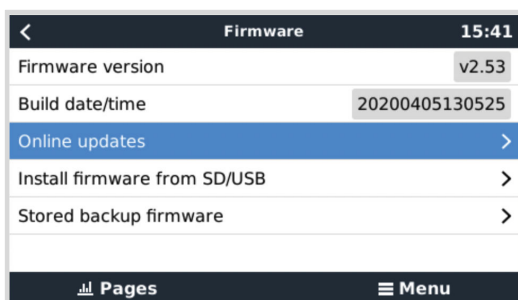 Firmware 15:41
Firmware version v2.53
Build date/time 20200405130525
Online updates
Install firmware from SD/USB
Stored backup firmware
Pages Menu